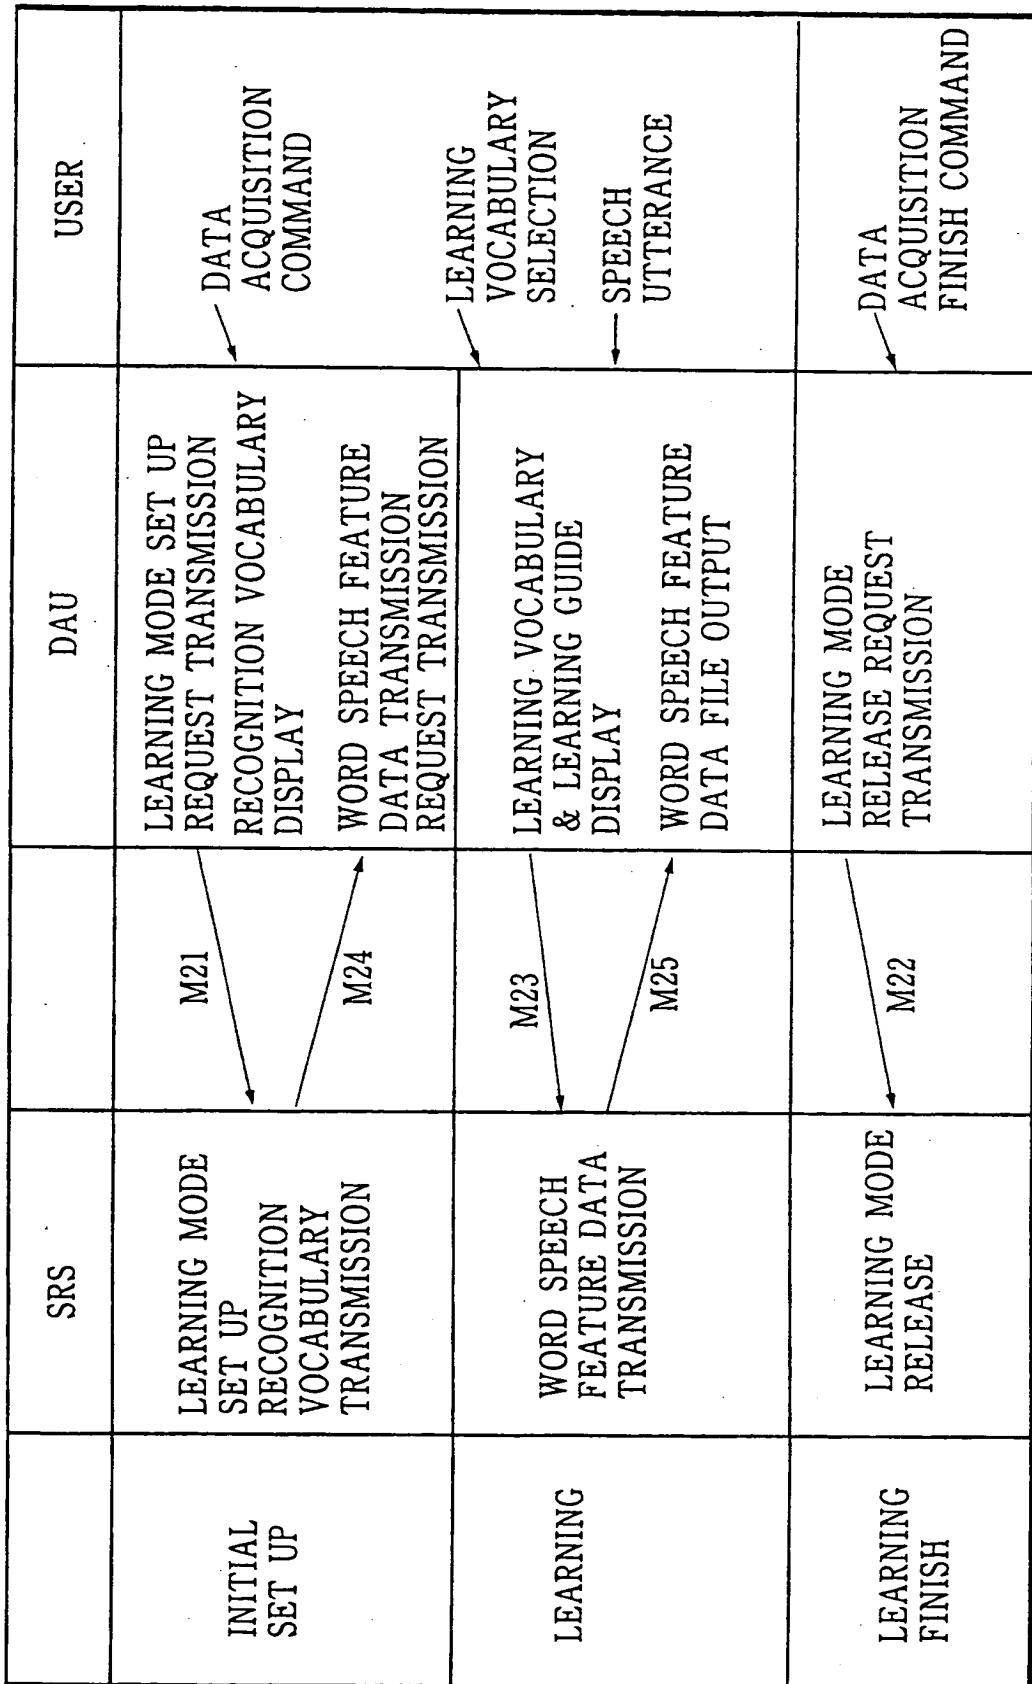 SRS
DAU
USER
INITIAL
SET UP
LEARNING MODE
SET UP
RECOGNITION
VOCABULARY
TRANSMISSION
M21
M24
LEARNING MODE SET UP
REQUEST TRANSMISSION
RECOGNITION VOCABULARY
DISPLAY
WORD SPEECH FEATURE
DATA TRANSMISSION
REQUEST TRANSMISSION
DATA
ACQUISITION
COMMAND
LEARNING
WORD SPEECH
FEATURE DATA
TRANSMISSION
M23
M25
LEARNING VOCABULARY
& LEARNING GUIDE
DISPLAY
WORD SPEECH FEATURE
DATA FILE OUTPUT
LEARNING
VOCABULARY
SELECTION
SPEECH
UTTERANCE
LEARNING
FINISH
LEARNING MODE
RELEASE
M22
LEARNING MODE
RELEASE REQUEST
TRANSMISSION
DATA
ACQUISITION
FINISH COMMAND